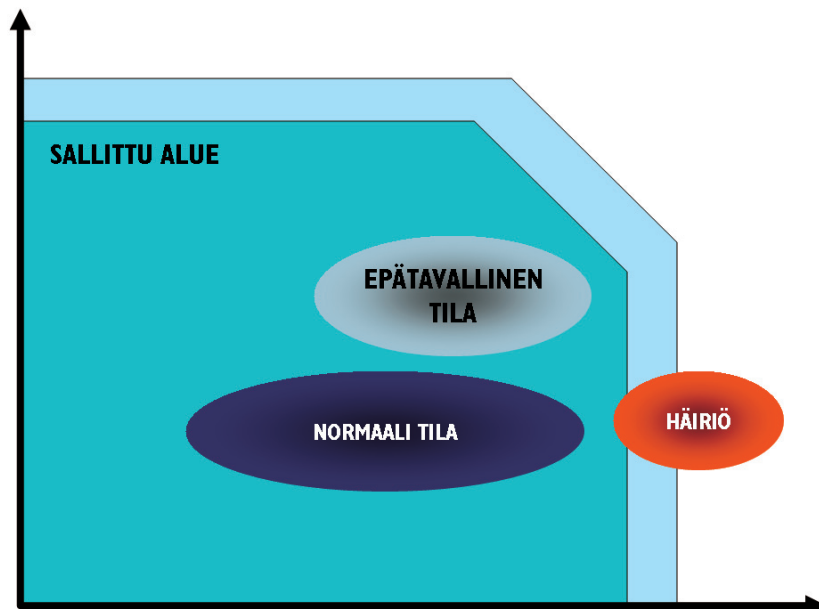 SALLITTU ALUE
EPÄTAVALLINEN
TILA
NORMAALI TILA
HÄIRIÖ